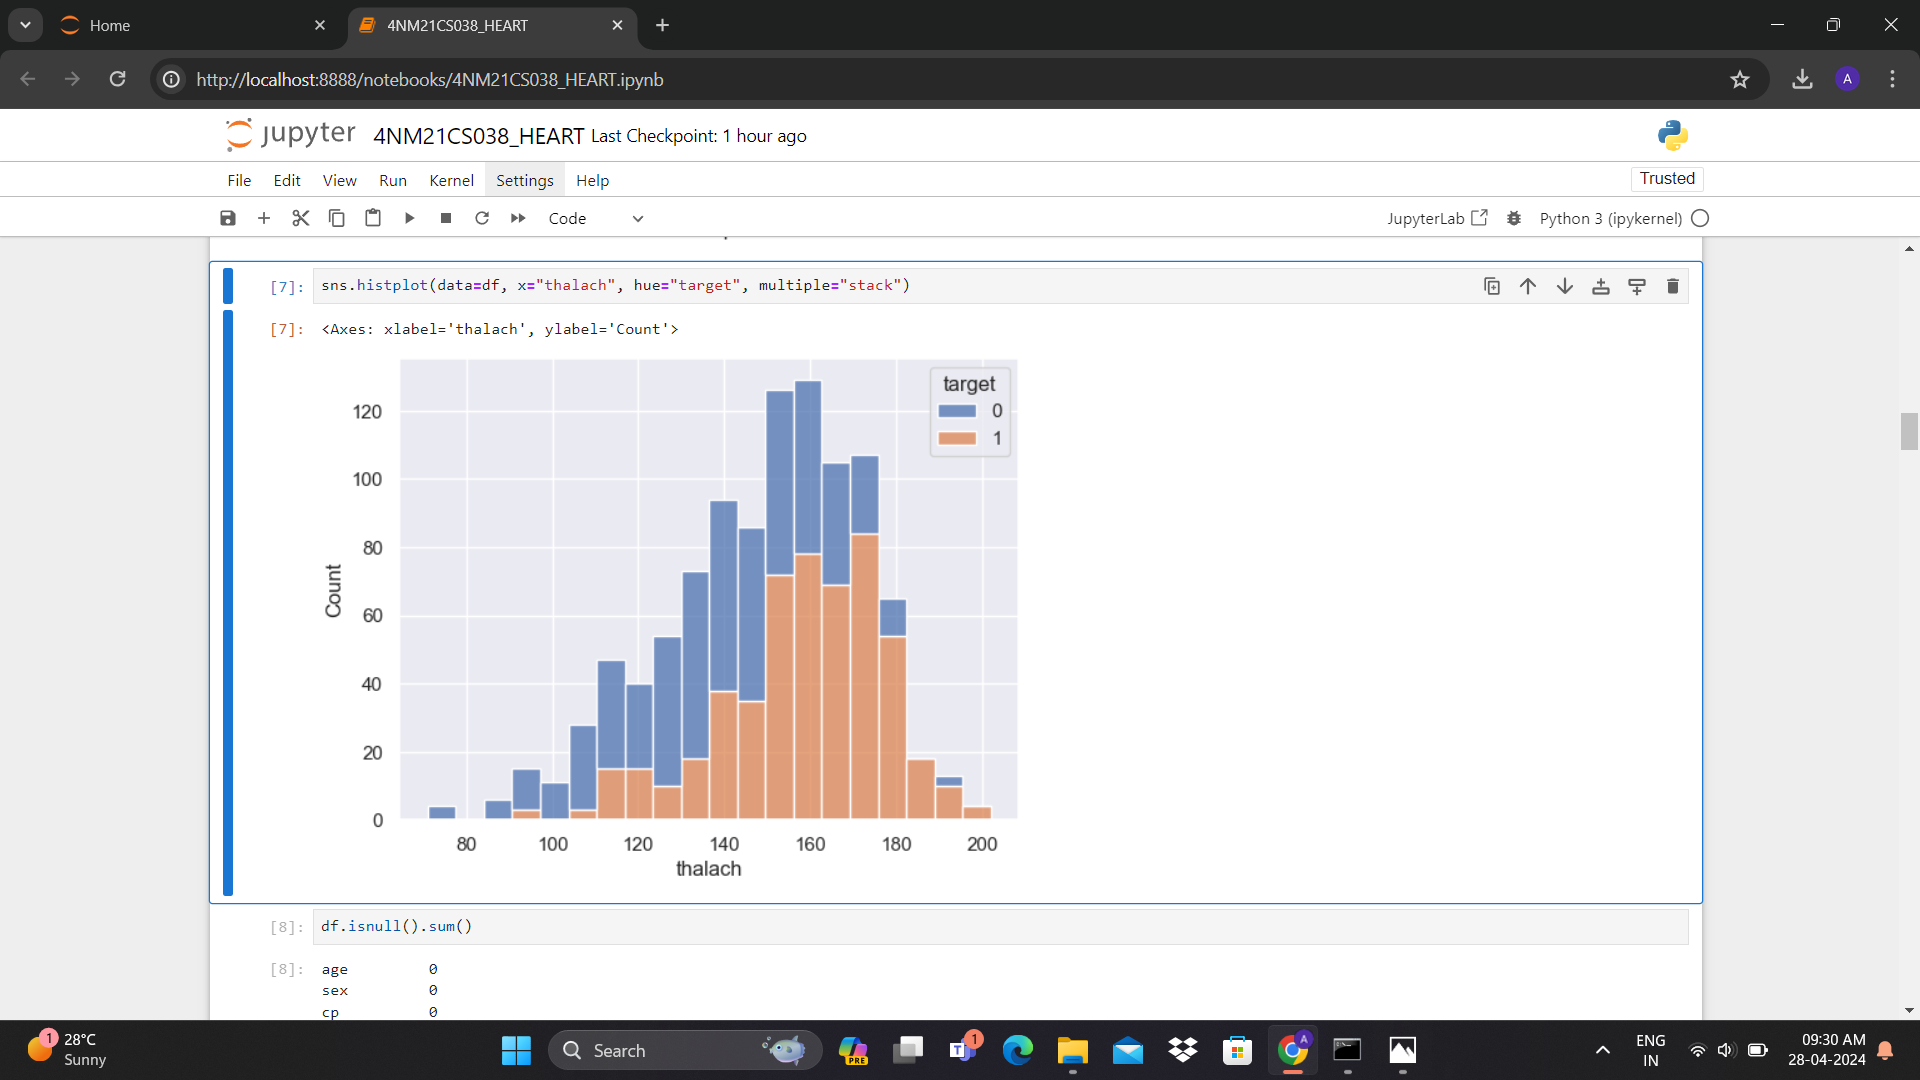 Home
4NM21CS038_HEART
http://localhost:8888/notebooks/4NM21CS038_HEART.ipynb
A
jupyter 4NM21CS038_HEART Last Checkpoint: 1 hour ago
File Edit View Run Kernel Settings Help
Trusted
Code
JupyterLab
Python 3 (ipykernel)
[7]: sns.histplot(data=df, x="thalach", hue="target", multiple="stack")
[7]: <Axes: xlabel='thalach', ylabel='Count'>
target
0
1
120
100
80
60
40
20
0
Count
80 100 120 140 160 180 200
thalach
[8]: df.isnull().sum()
[8]: age 0
sex 0
cp 0
1
28°C
Sunny
Search
PRE
T
1
A
ENG
IN
09:30 AM
28-04-2024